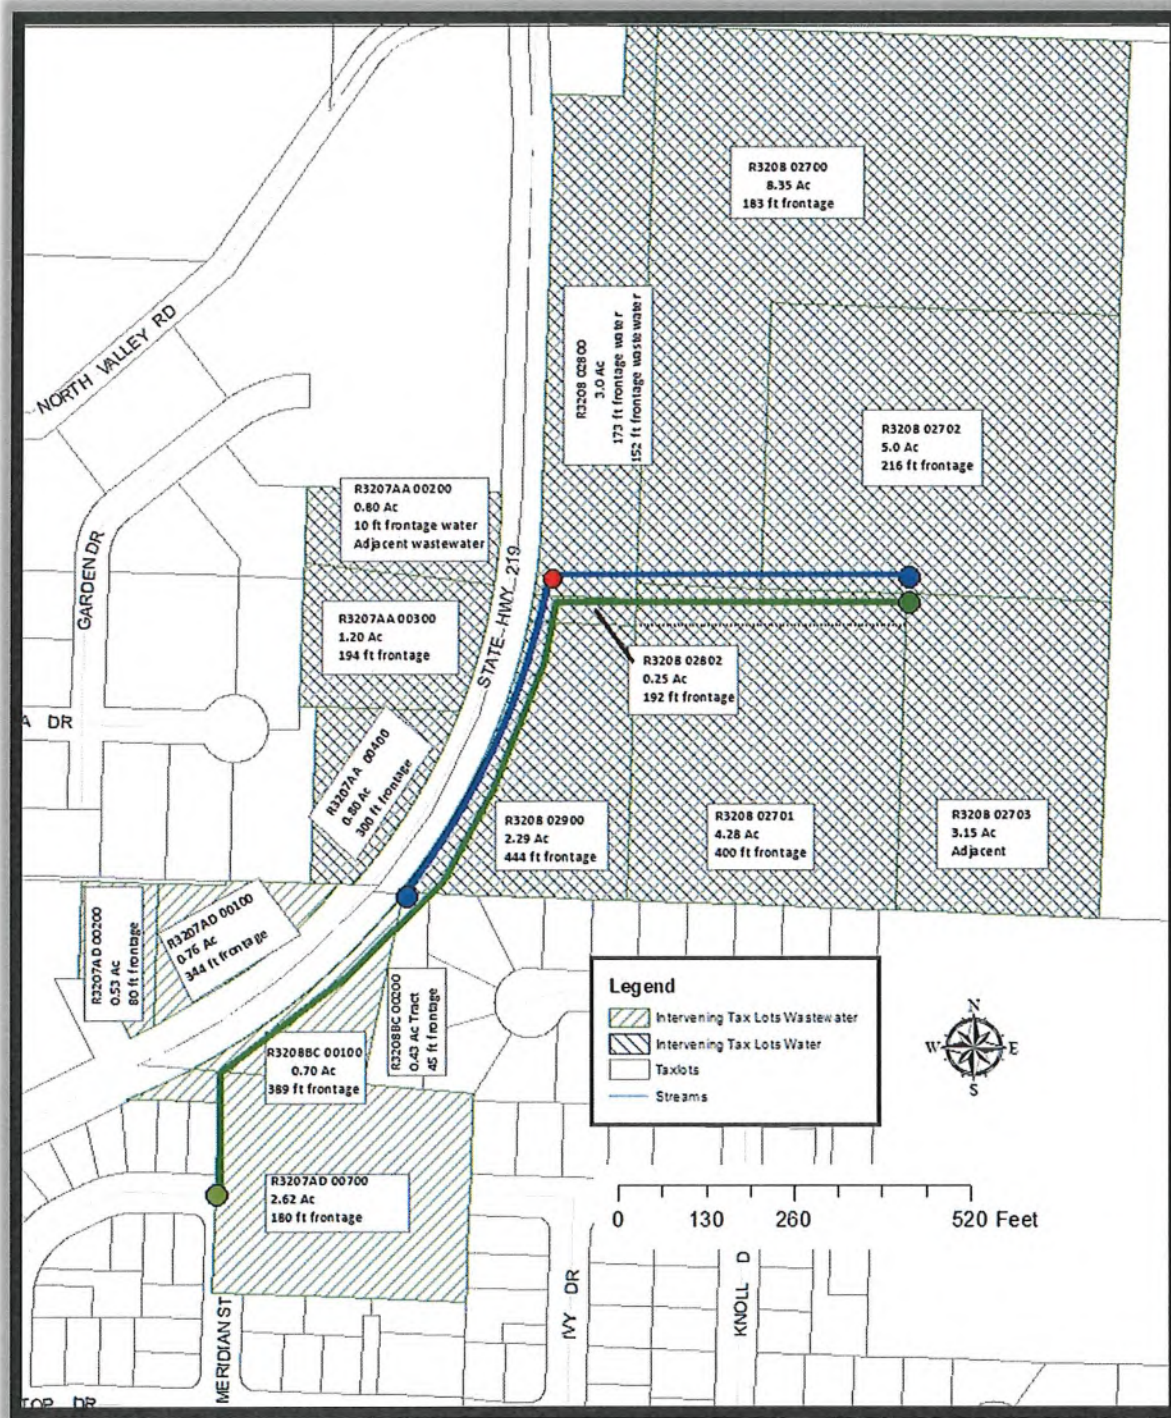 R3208 02700
8.35 Ac
183 ft frontage
NORTH VALLEY RD
R3208 02800
3.0 Ac
173 ft frontage water
152 ft frontage wastewater
R3208 02702
5.0 Ac
216 ft frontage
R3207AA 00200
0.80 Ac
10 ft frontage water
Adjacent wastewater
GARDEN DR
STATE HWY 219
R3207AA 00300
1.20 Ac
194 ft frontage
R3208 02802
0.25 Ac
192 ft frontage
A DR
R3207AA 00400
0.80 Ac
300 ft frontage
R3208 02900
2.29 Ac
444 ft frontage
R3208 02701
4.28 Ac
400 ft frontage
R3208 02703
3.15 Ac
Adjacent
R3207AD 00200
0.53 Ac
80 ft frontage
R3207AD 00100
0.76 Ac
344 ft frontage
R3208BC 00200
0.43 Ac Tract
45 ft frontage
R3208BC 00100
0.70 Ac
389 ft frontage
Legend
Intervening Tax Lots Wastewater
Intervening Tax Lots Water
Taxlots
Streams
N
W E
S
R3207AD 00700
2.62 Ac
180 ft frontage
0 130 260 520 Feet
MERIDIAN ST
IVY DR
KNOLL D
TOP DR